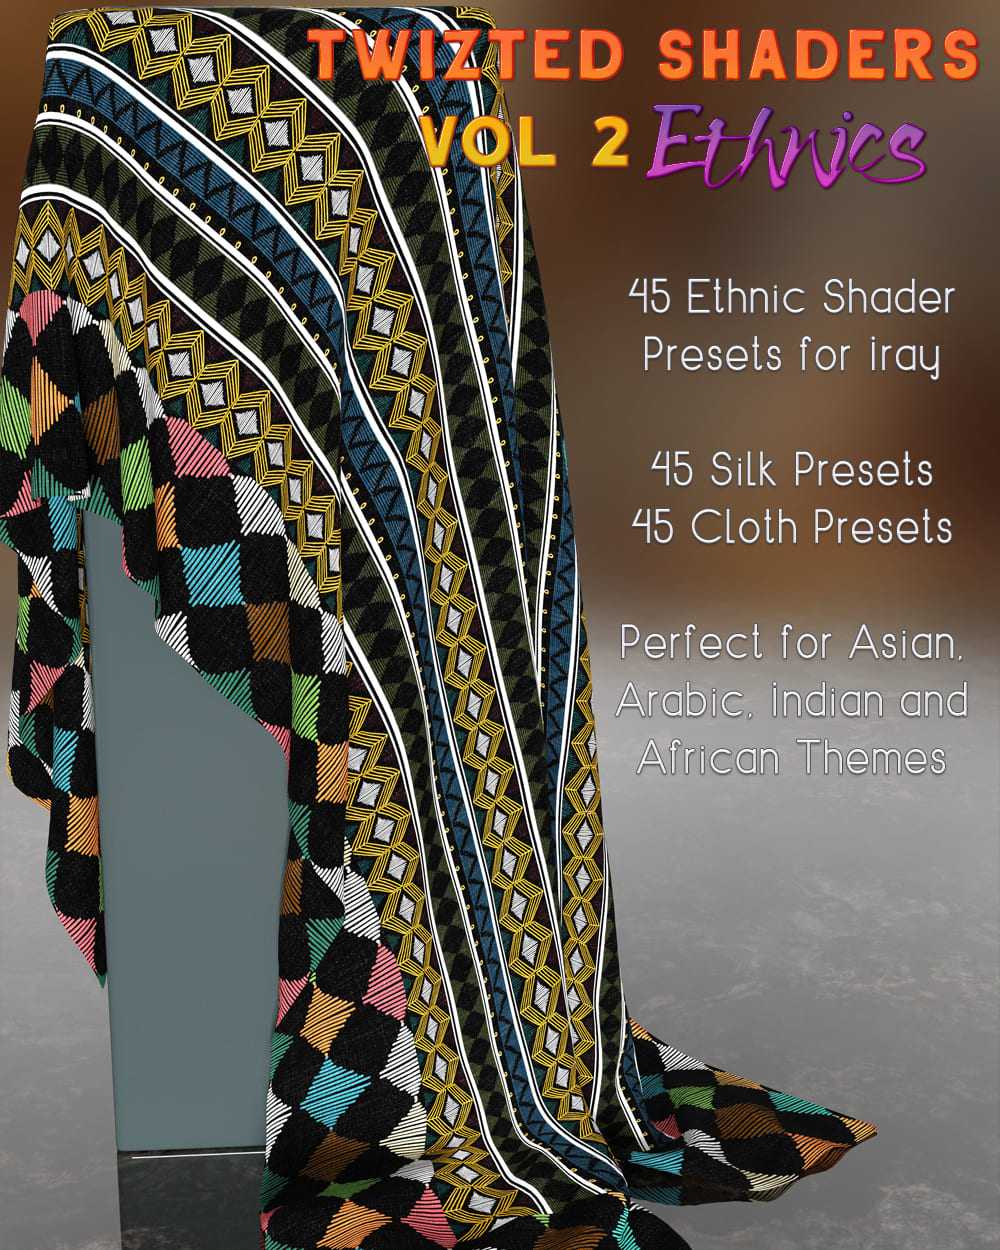 TWIZTED SHADERS
VOL 2 Ethnics
45 Ethnic Shader
Presets for Iray
45 Silk Presets
45 Cloth Presets
Perfect for Asian,
Arabic, Indian and
African Themes